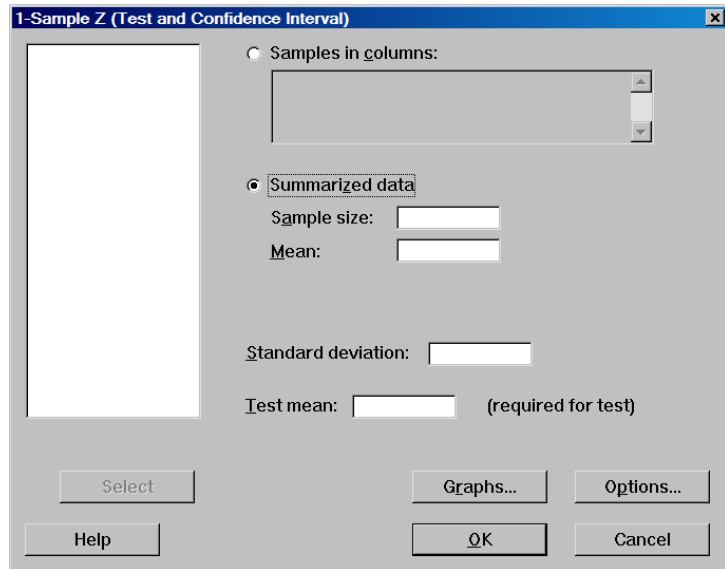 1-Sample Z (Test and Confidence Interval)
Samples in columns:
Summarized data
Sample size:
Mean:
Standard deviation:
Test mean: (required for test)
Select Graphs... Options...
Help OK Cancel